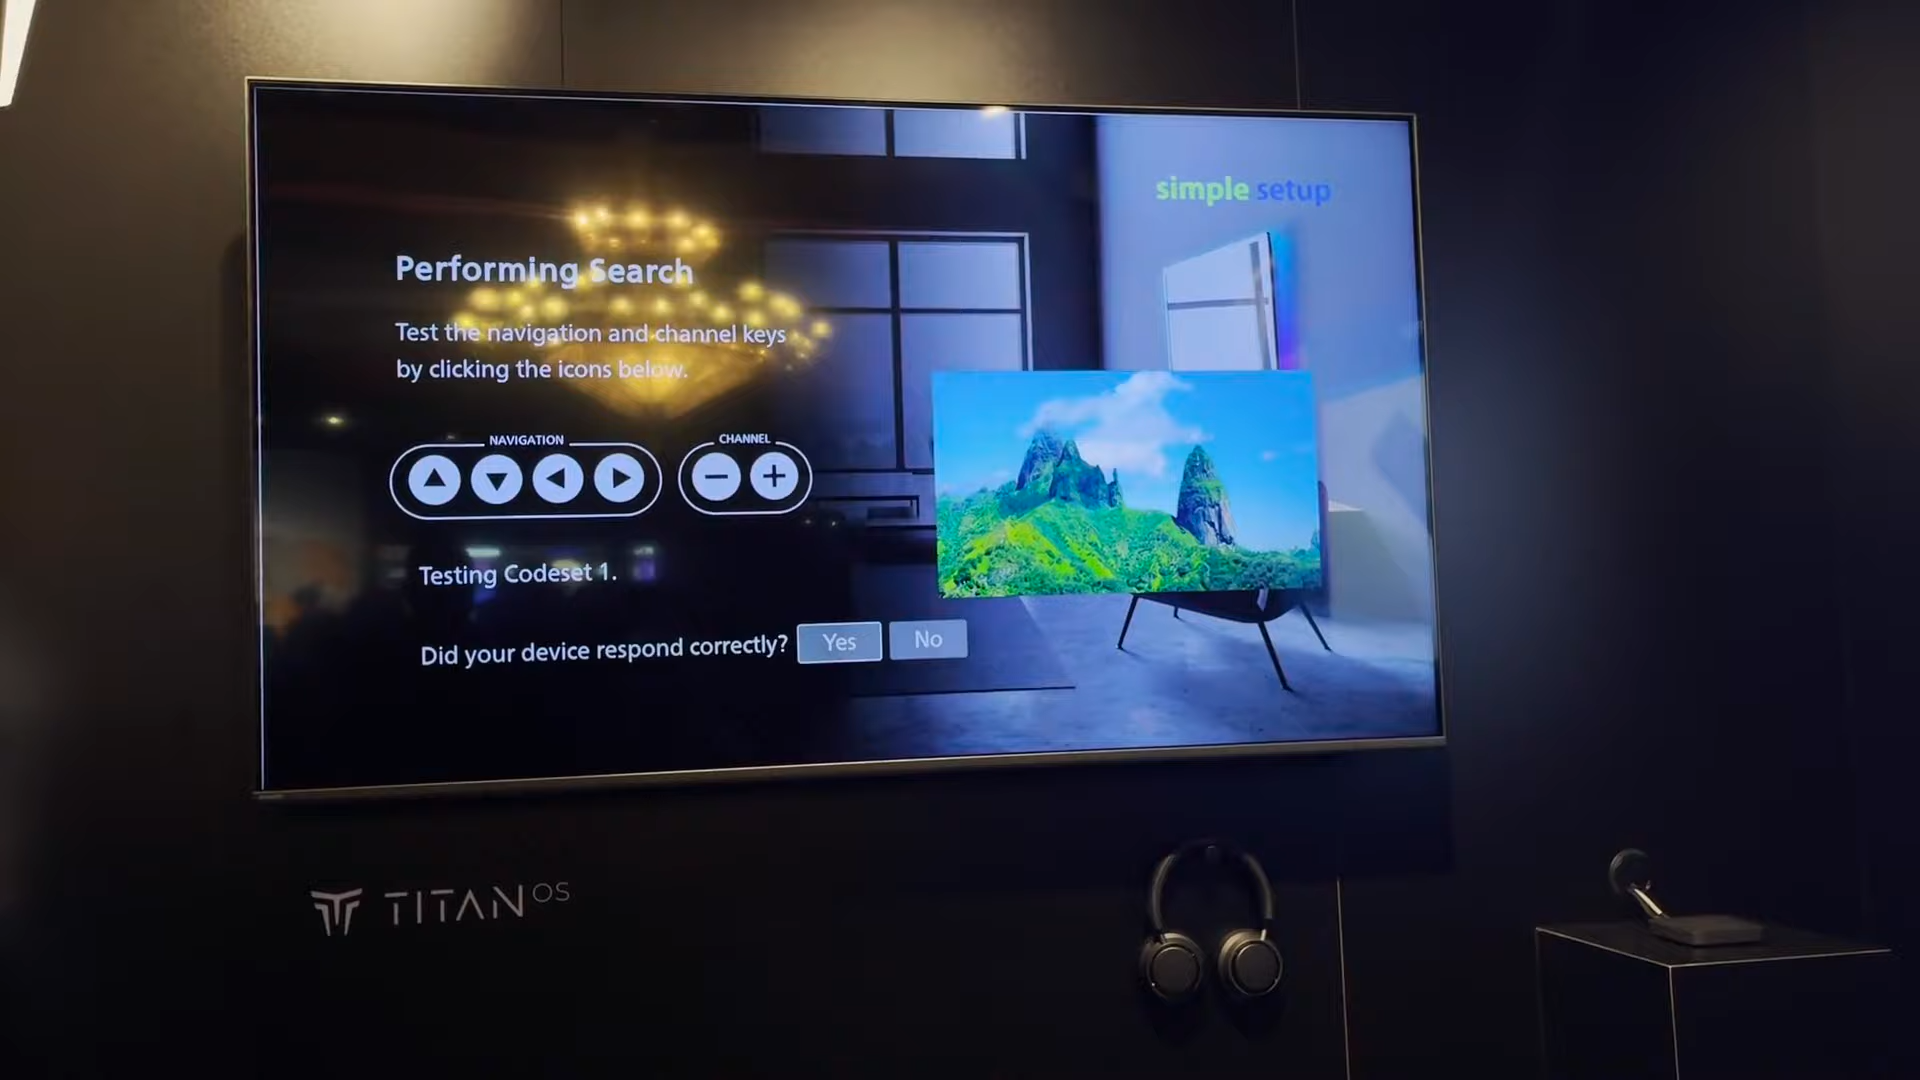 simple setup
Performing Search
Test the navigation and channel keys
by clicking the icons below.
NAVIGATION
CHANNEL
Testing Codeset 1.
Did your device respond correctly? Yes No
TITAN OS